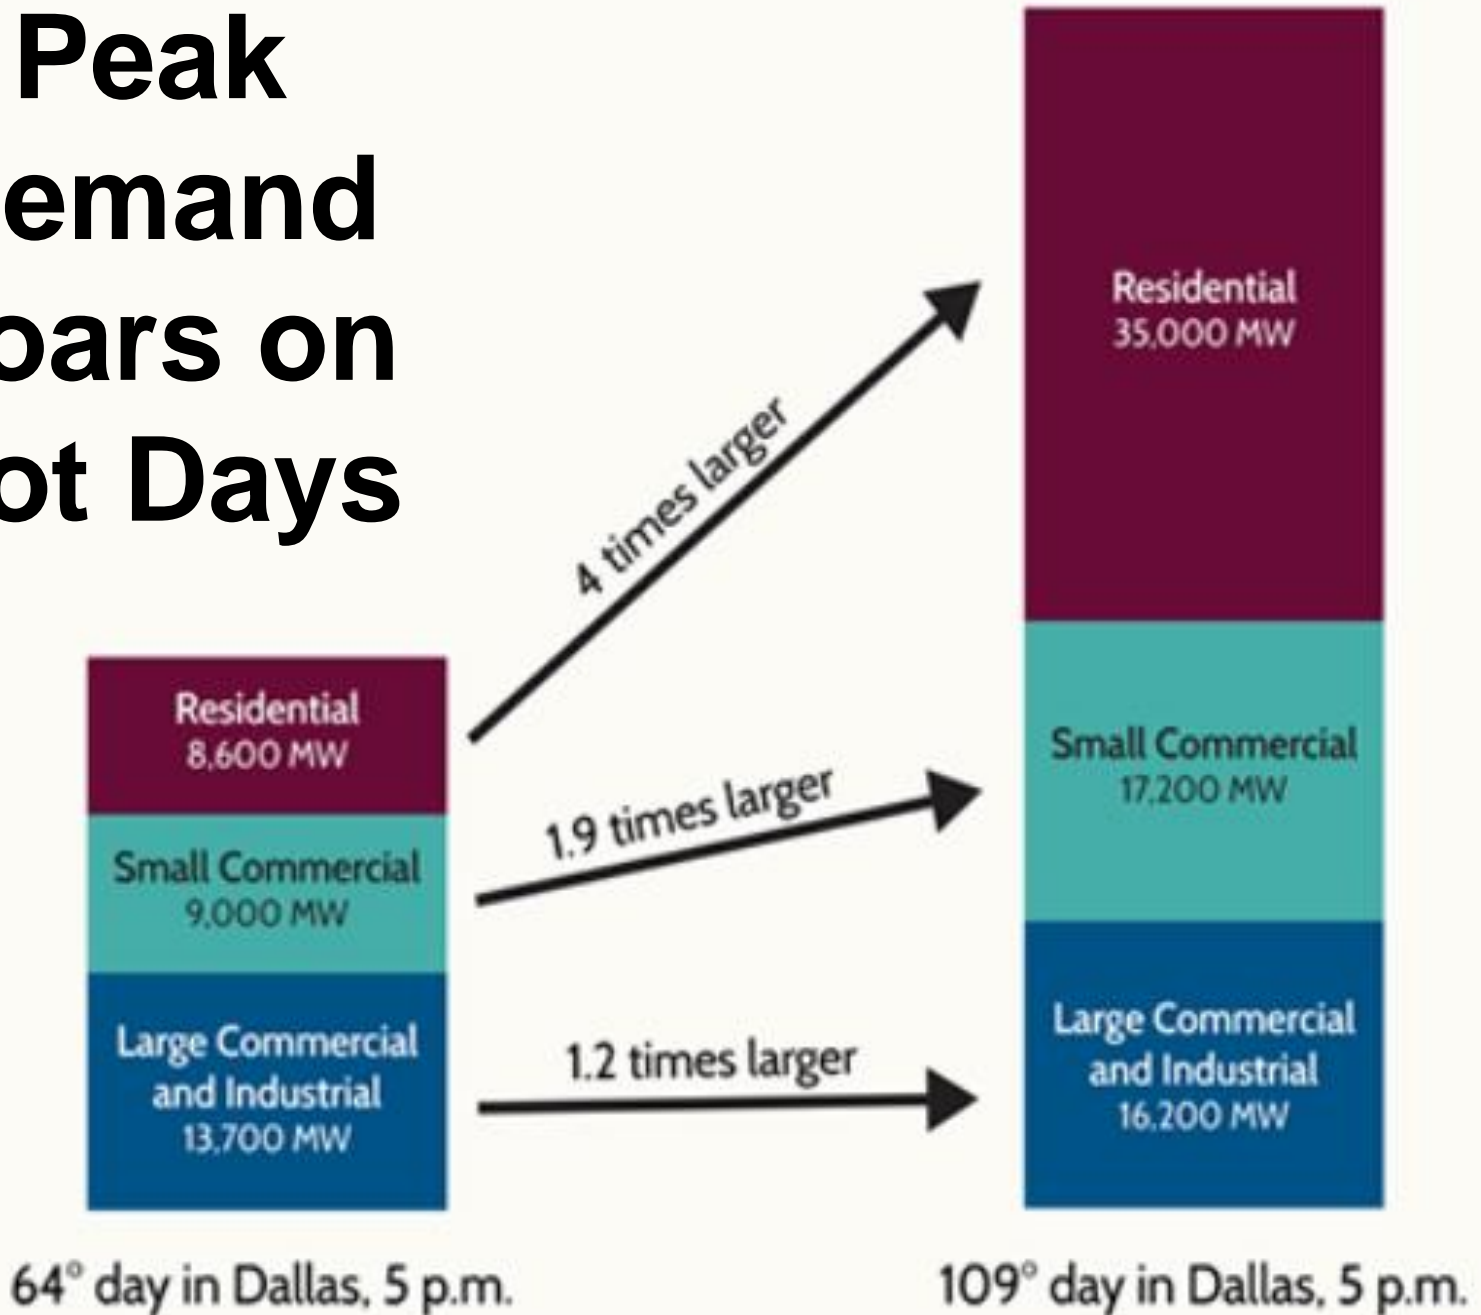 Peak
emand
oars on
ot Days
4 times larger
1.9 times larger
1.2 times larger
Residential
8,600 MW
Small Commercial
9,000 MW
Large Commercial
and Industrial
13,700 MW
64° day in Dallas, 5 p.m.
Residential
35,000 MW
Small Commercial
17,200 MW
Large Commercial
and Industrial
16,200 MW
109° day in Dallas, 5 p.m.